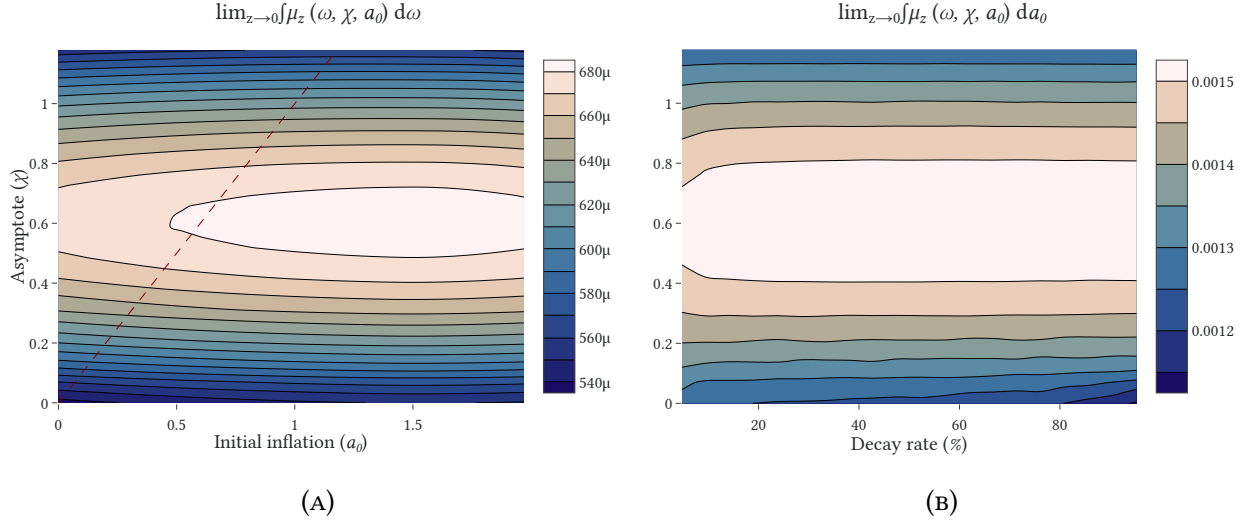 lim_{z→0}∫μ_z (ω, χ, a_0) dω
680μ
660μ
640μ
620μ
600μ
580μ
560μ
540μ
1
0.8
0.6
0.4
0.2
0
Asymptote (χ)
0 0.5 1 1.5
Initial inflation (a_0)
(A)
lim_{z→0}∫μ_z (ω, χ, a_0) da_0
0.0015
0.0014
0.0013
0.0012
1
0.8
0.6
0.4
0.2
0
20 40 60 80
Decay rate (%)
(B)